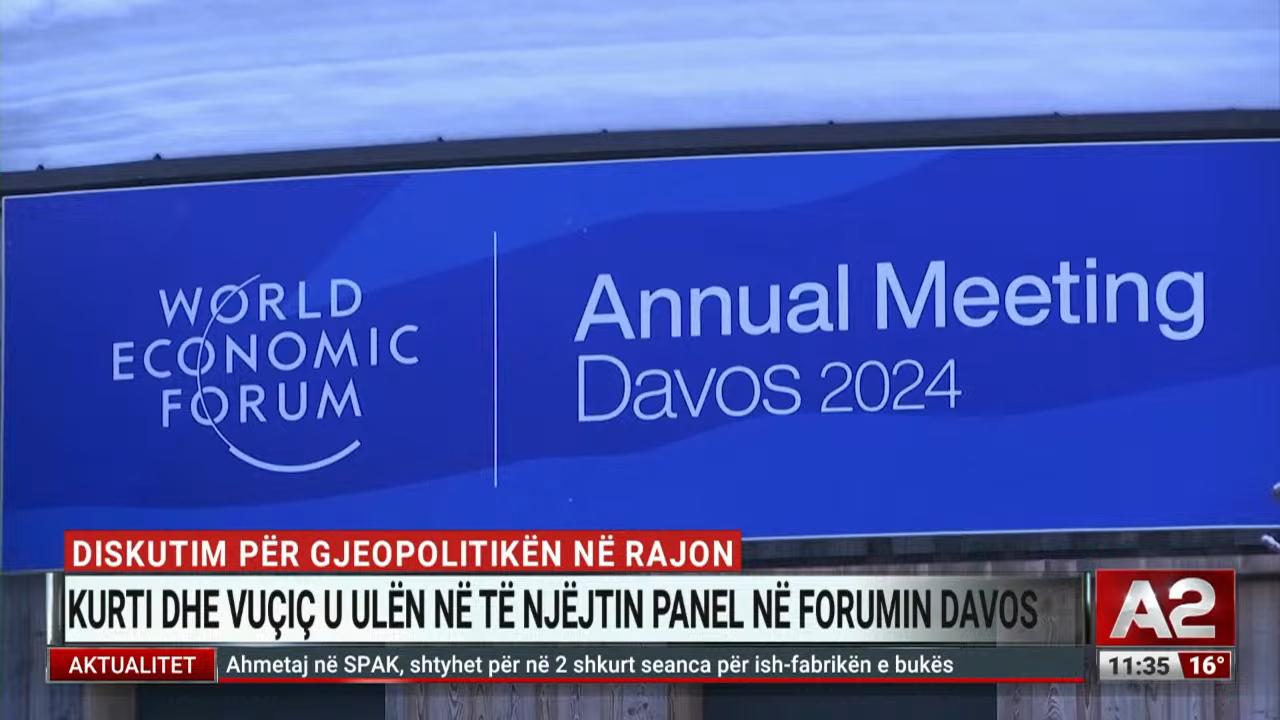 WORLD
ECONOMIC
FORUM
Annual Meeting
Davos 2024
DISKUTIM PËR GJEOPOLITIKËN NË RAJON
KURTI DHE VUÇIÇ U ULËN NË TË NJËJTIN PANEL NË FORUMIN DAVOS
A2
AKTUALITET
Ahmetaj në SPAK, shtyhet për në 2 shkurt seanca për ish-fabrikën e bukës
11:35 16°